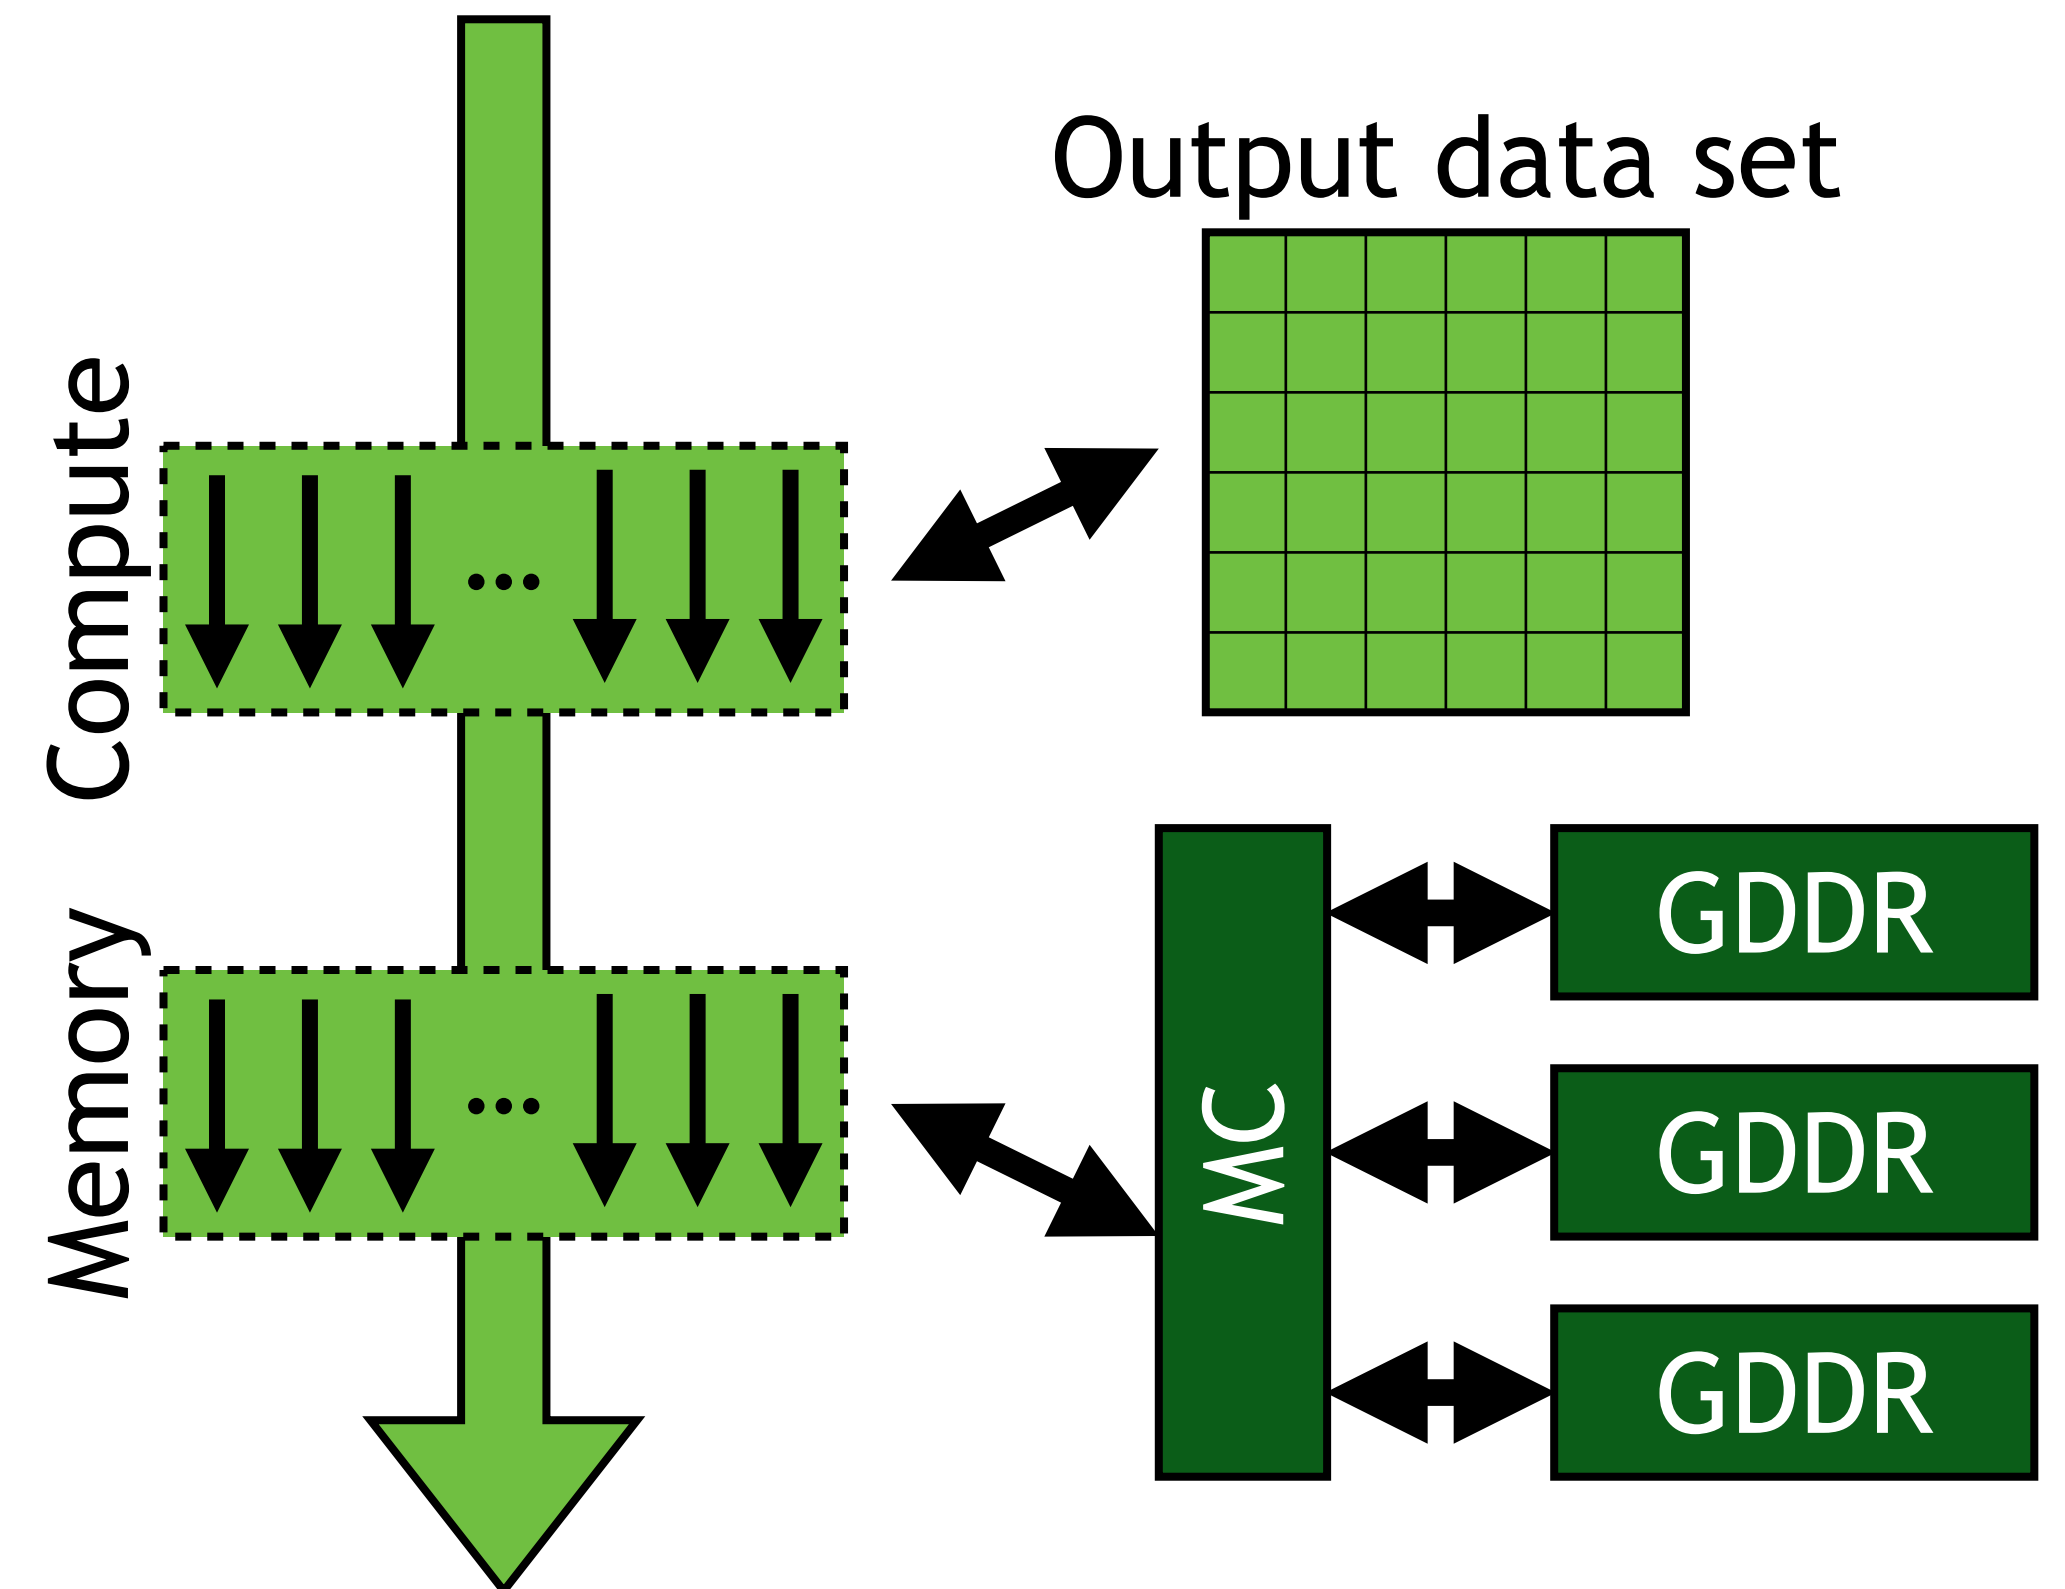 Output data set
Compute
...
Memory
...
MC
GDDR
GDDR
GDDR